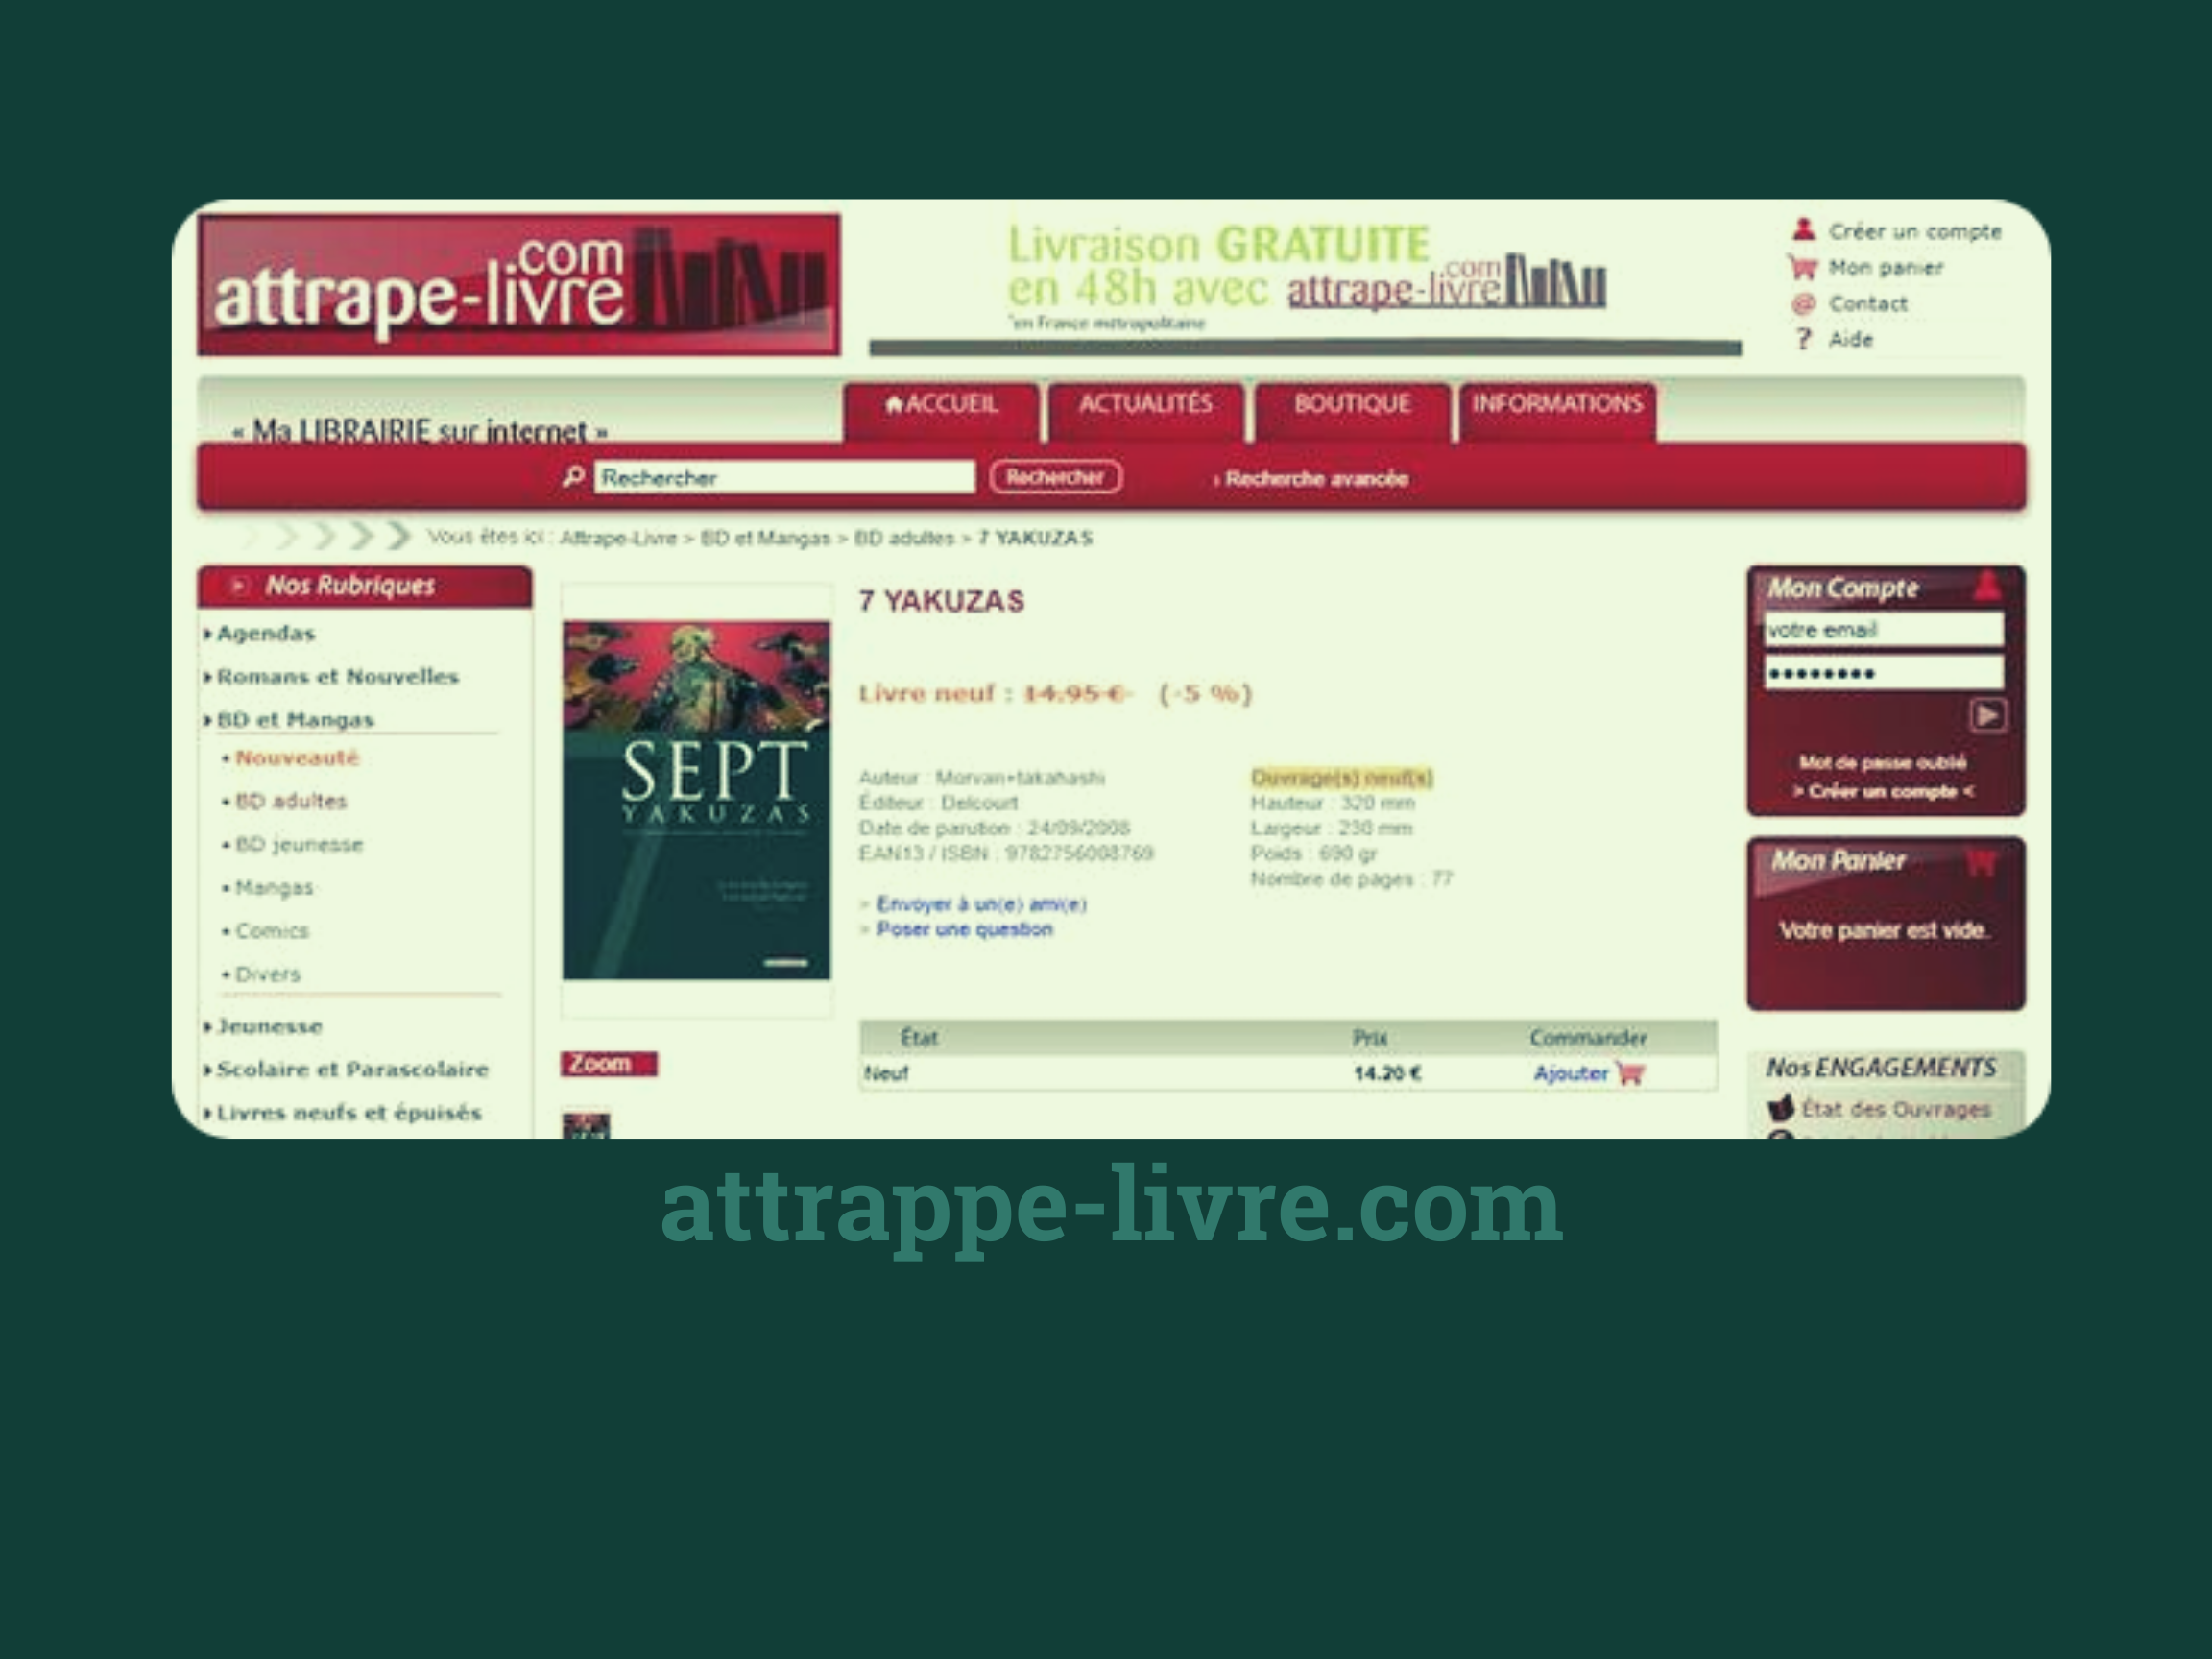 attrape-livre.com
Livraison GRATUITE
en 48h avec attrape-livre.com
*en France métropolitaine
Créer un compte
Mon panier
@ Contact
? Aide
« Ma LIBRAIRIE sur internet »
ACCUEIL
ACTUALITÉS
BOUTIQUE
INFORMATIONS
Rechercher
Rechercher
› Recherche avancée
Vous êtes ici : Attrape-Livre > BD et Mangas > BD adultes > 7 YAKUZAS
Nos Rubriques
Agendas
Romans et Nouvelles
BD et Mangas
• Nouveauté
• BD adultes
• BD jeunesse
• Mangas
• Comics
• Divers
Jeunesse
Scolaire et Parascolaire
Livres neufs et épuisés
SEPT
YAKUZAS
Zoom
7 YAKUZAS
Livre neuf : 14.95 € (-5 %)
Auteur : Morvan+takahashi
Éditeur : Delcourt
Date de parution : 24/09/2008
EAN13 / ISBN : 9782756008769
» Envoyer à un(e) ami(e)
» Poser une question
Ouvrage(s) neuf(s)
Hauteur : 320 mm
Largeur : 230 mm
Poids : 690 gr
Nombre de pages : 77
État Prix Commander
Neuf 14.20 € Ajouter
Mon Compte
votre email
••••••••
Mot de passe oublié
> Créer un compte <
Mon Panier
Votre panier est vide.
Nos ENGAGEMENTS
État des Ouvrages
attrappe-livre.com